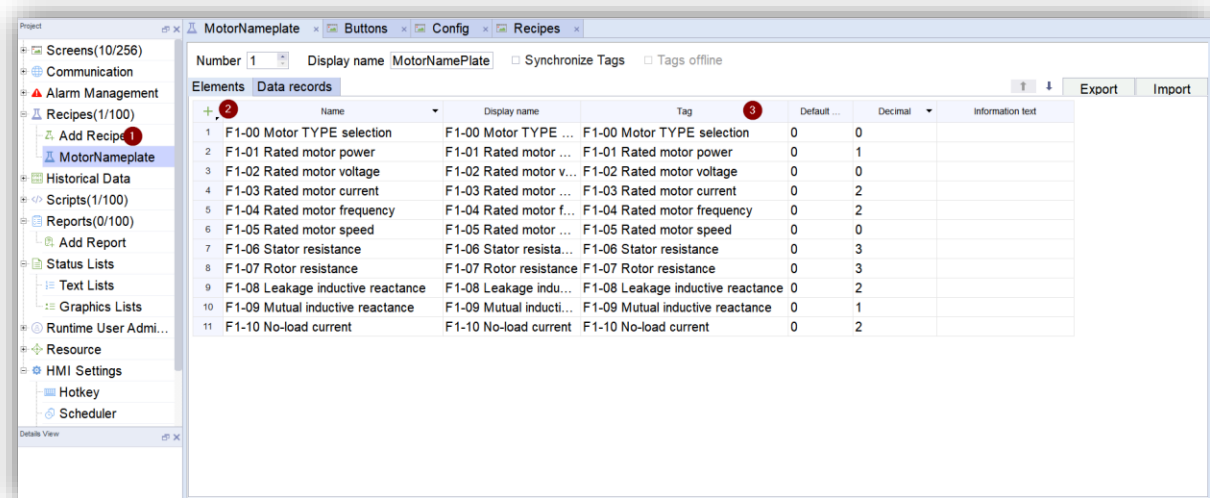 Project
MotorNameplate × Buttons × Config × Recipes ×
Screens(10/256)
Communication
Alarm Management
Recipes(1/100)
Add Recipe 1
MotorNameplate
Historical Data
Scripts(1/100)
Reports(0/100)
Add Report
Status Lists
Text Lists
Graphics Lists
Runtime User Admi...
Resource
HMI Settings
Hotkey
Scheduler
Details View
Number 1 Display name MotorNamePlate Synchronize Tags Tags offline
Elements Data records Export Import
+ 2 Name Display name Tag 3 Default ... Decimal Information text
1 F1-00 Motor TYPE selection F1-00 Motor TYPE ... F1-00 Motor TYPE selection 0 0
2 F1-01 Rated motor power F1-01 Rated motor ... F1-01 Rated motor power 0 1
3 F1-02 Rated motor voltage F1-02 Rated motor v... F1-02 Rated motor voltage 0 0
4 F1-03 Rated motor current F1-03 Rated motor ... F1-03 Rated motor current 0 2
5 F1-04 Rated motor frequency F1-04 Rated motor f... F1-04 Rated motor frequency 0 2
6 F1-05 Rated motor speed F1-05 Rated motor ... F1-05 Rated motor speed 0 0
7 F1-06 Stator resistance F1-06 Stator resista... F1-06 Stator resistance 0 3
8 F1-07 Rotor resistance F1-07 Rotor resistance F1-07 Rotor resistance 0 3
9 F1-08 Leakage inductive reactance F1-08 Leakage indu... F1-08 Leakage inductive reactance 0 2
10 F1-09 Mutual inductive reactance F1-09 Mutual inducti... F1-09 Mutual inductive reactance 0 1
11 F1-10 No-load current F1-10 No-load current F1-10 No-load current 0 2